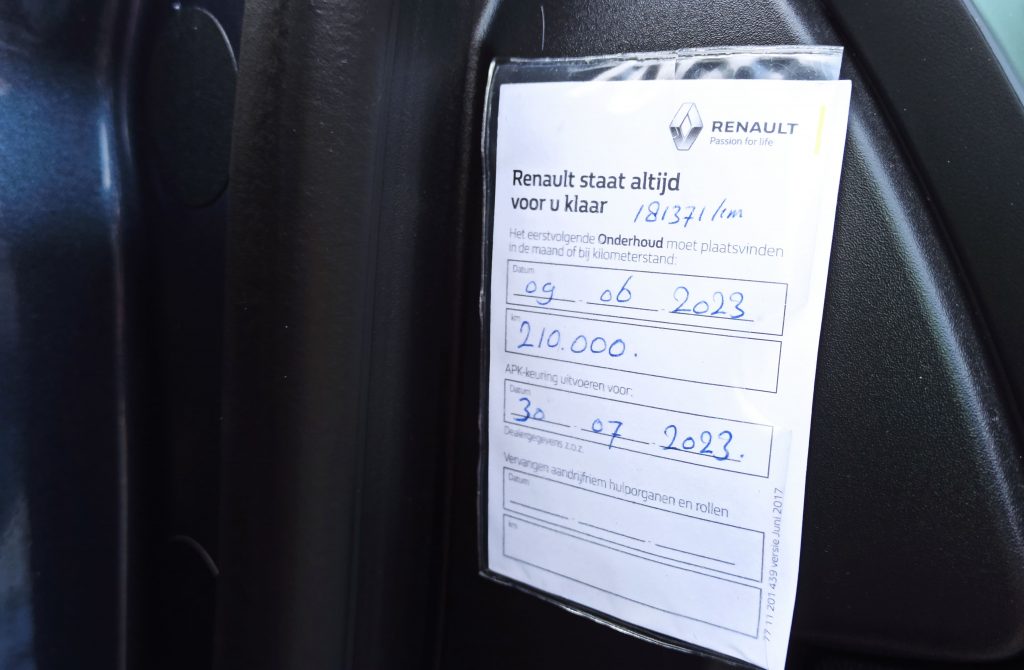 RENAULT
Passion for life
Renault staat altijd
voor u klaar 181371/km
Het eerstvolgende Onderhoud moet plaatsvinden
in de maand of bij kilometerstand:
Datum
09 06 2023
km
210.000.
APK-keuring uitvoeren voor:
Datum
30 07 2023.
Dealergegevens z.o.z.
Vervangen aandrijfriem hulporganen en rollen
Datum
km
77 11 201 439 versie Juni 2017